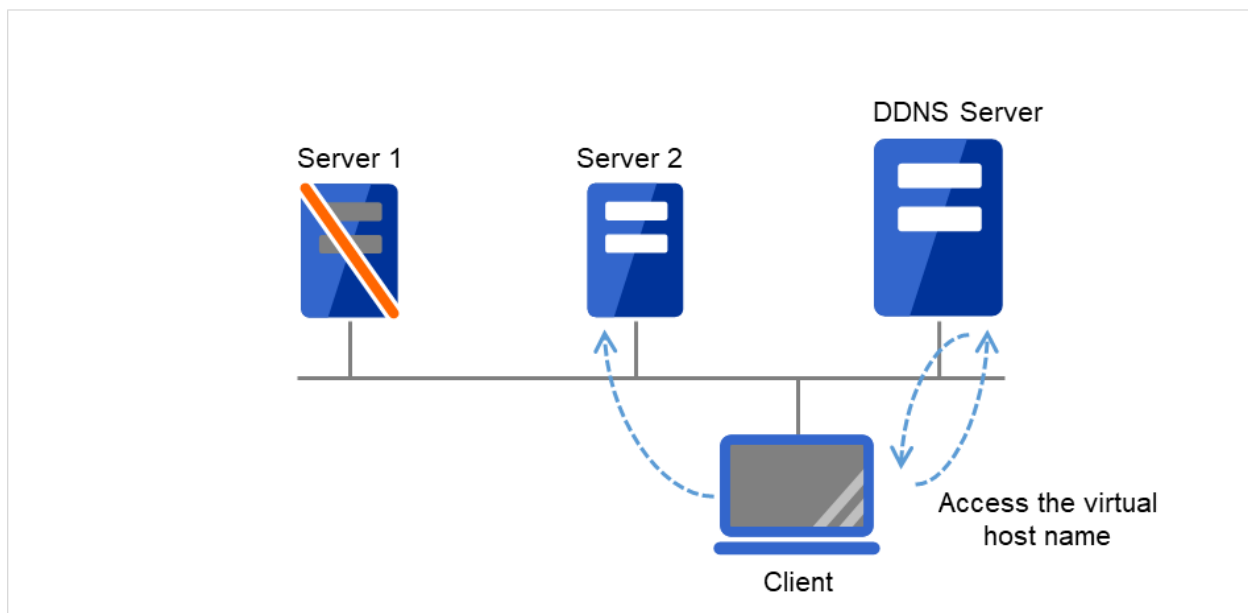 DDNS Server
Server 1
Server 2
Access the virtual
host name
Client